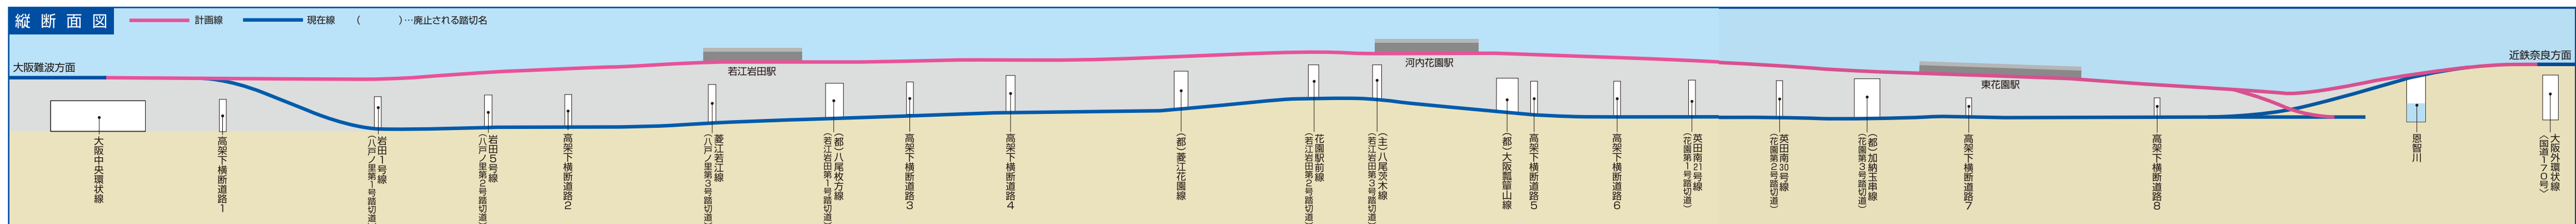 縦断面図
計画線
現在線
(　　　)…廃止される踏切名
大阪難波方面
近鉄奈良方面
若江岩田駅
河内花園駅
東花園駅
大阪中央環状線
高架下横断道路1
岩田1号線
(八戸ノ里第1号踏切道)
岩田5号線
(八戸ノ里第2号踏切道)
高架下横断道路2
菱江若江線
(八戸ノ里第3号踏切道)
(都)八尾枚方線
(若江岩田第1号踏切道)
高架下横断道路3
高架下横断道路4
(都)菱江花園線
花園駅前線
(若江岩田第2号踏切道)
(主)八尾茨木線
(若江岩田第3号踏切道)
(都)大阪瓢箪山線
高架下横断道路5
高架下横断道路6
英田南21号線
(花園第1号踏切道)
英田南30号線
(花園第2号踏切道)
(都)加納玉串線
(花園第3号踏切道)
高架下横断道路7
高架下横断道路8
恩智川
大阪外環状線
〈国道170号〉